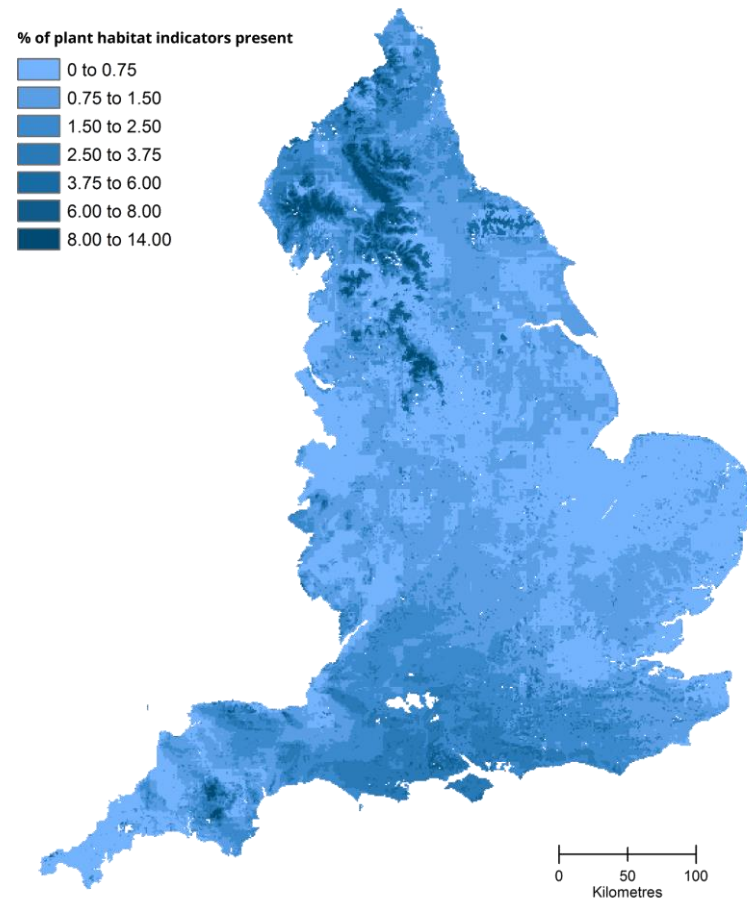 % of plant habitat indicators present
0 to 0.75
0.75 to 1.50
1.50 to 2.50
2.50 to 3.75
3.75 to 6.00
6.00 to 8.00
8.00 to 14.00
0 50 100
Kilometres